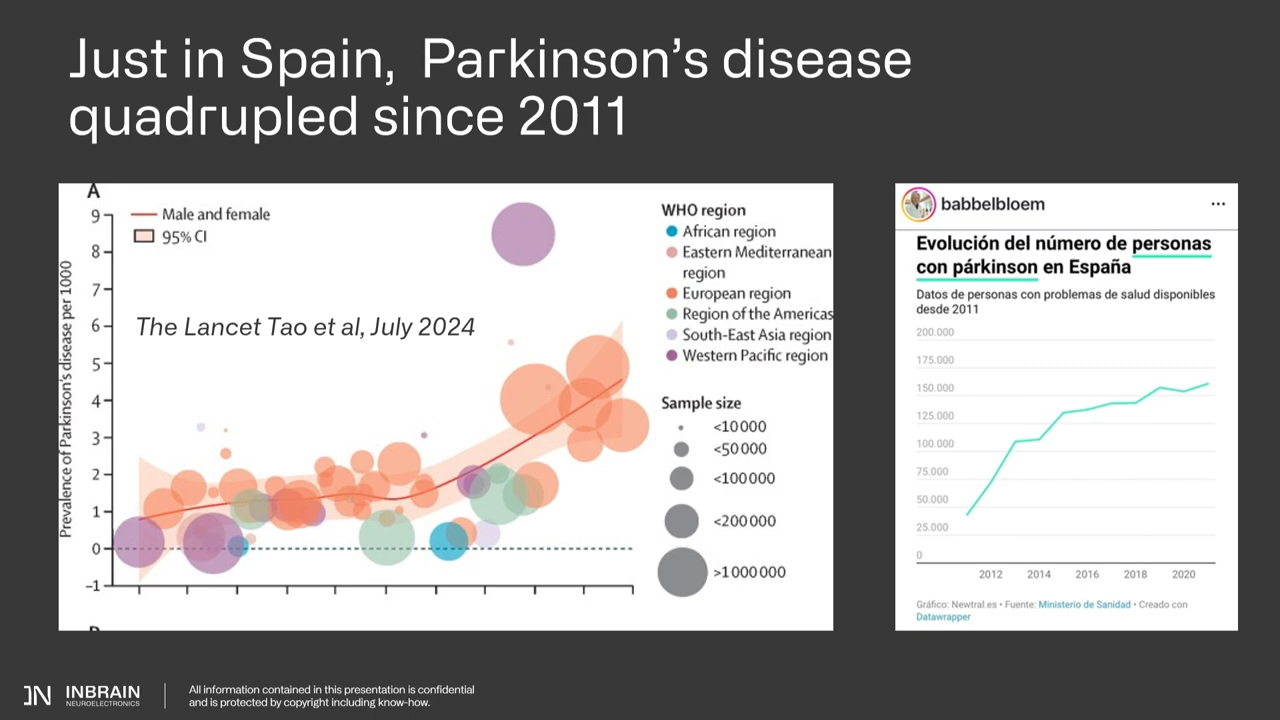 Just in Spain,  Parkinson's disease
quadrupled since 2011
A
9
8
7
6
5
4
3
2
1
0
–1
Prevalence of Parkinson's disease per 1000
Male and female
95% CI
The Lancet Tao et al, July 2024
WHO region
African region
Eastern Mediterranean
region
European region
Region of the Americas
South-East Asia region
Western Pacific region
Sample size
<10 000
<50 000
<100 000
<200 000
>1 000 000
babbelbloem
...
Evolución del número de personas
con párkinson en España
Datos de personas con problemas de salud disponibles
desde 2011
200.000
175.000
150.000
125.000
100.000
75.000
50.000
25.000
0
2012 2014 2016 2018 2020
Gráfico: Newtral.es • Fuente: Ministerio de Sanidad • Creado con
Datawrapper
IN INBRAIN
NEUROELECTRONICS
All information contained in this presentation is confidential
and is protected by copyright including know-how.